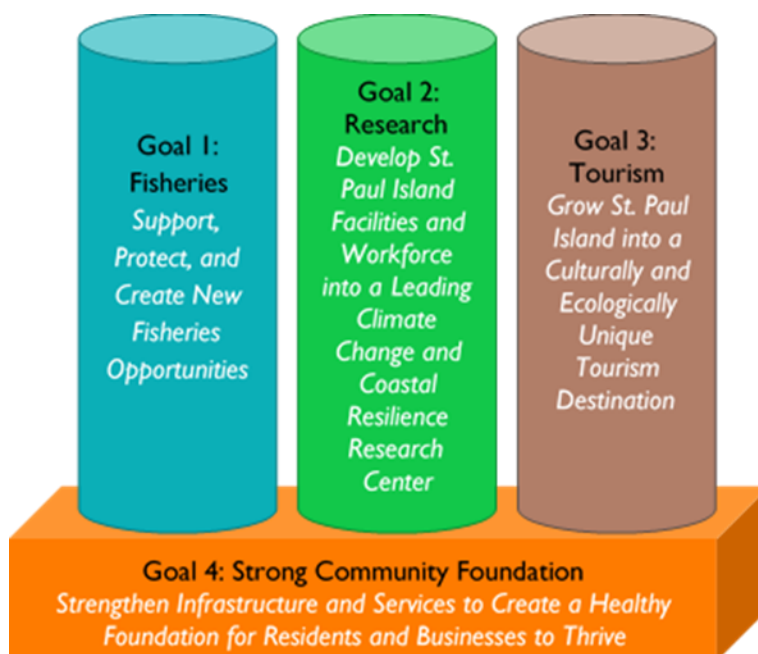 Goal 1:
Fisheries
Support,
Protect, and
Create New
Fisheries
Opportunities
Goal 2:
Research
Develop St.
Paul Island
Facilities and
Workforce
into a Leading
Climate
Change and
Coastal
Resilience
Research
Center
Goal 3:
Tourism
Grow St. Paul
Island into a
Culturally and
Ecologically
Unique
Tourism
Destination
Goal 4: Strong Community Foundation
Strengthen Infrastructure and Services to Create a Healthy
Foundation for Residents and Businesses to Thrive